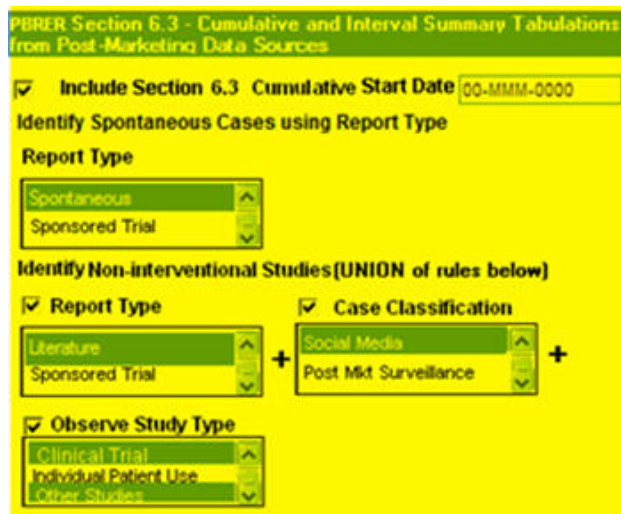 PBRER Section 6.3 - Cumulative and Interval Summary Tabulations
from Post-Marketing Data Sources
Include Section 6.3 Cumulative Start Date 00-MMM-0000
Identify Spontaneous Cases using Report Type
Report Type
Spontaneous
Sponsored Trial
Identify Non-interventional Studies(UNION of rules below)
Report Type Case Classification
Literature Social Media
+ +
Sponsored Trial Post Mkt Surveillance
Observe Study Type
Clinical Trial
Individual Patient Use
Other Studies